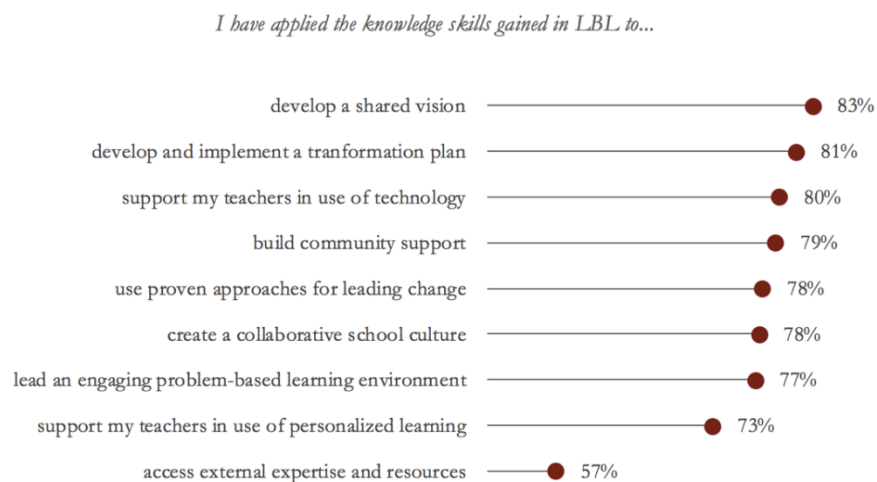 I have applied the knowledge skills gained in LBL to...
develop a shared vision 83%
develop and implement a tranformation plan 81%
support my teachers in use of technology 80%
build community support 79%
use proven approaches for leading change 78%
create a collaborative school culture 78%
lead an engaging problem-based learning environment 77%
support my teachers in use of personalized learning 73%
access external expertise and resources 57%